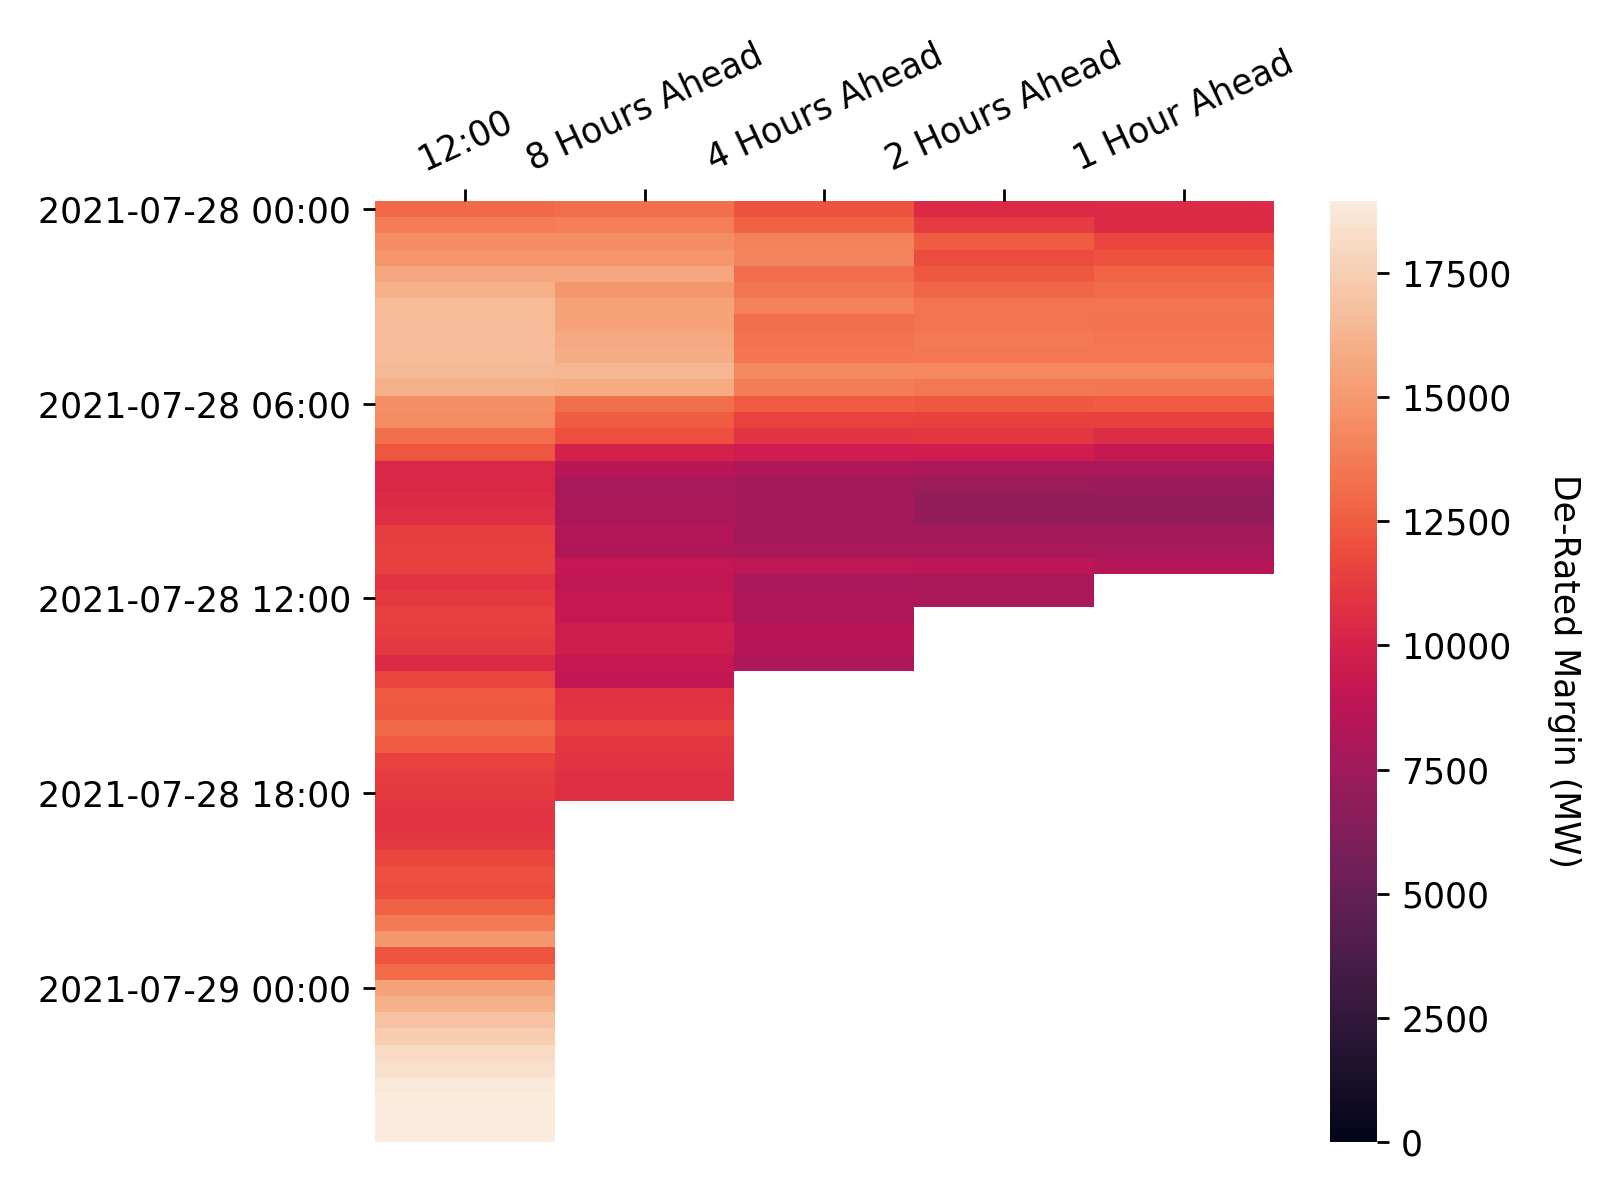 12:00
8 Hours Ahead
4 Hours Ahead
2 Hours Ahead
1 Hour Ahead
2021-07-28 00:00
2021-07-28 06:00
2021-07-28 12:00
2021-07-28 18:00
2021-07-29 00:00
17500
15000
12500
10000
7500
5000
2500
0
De-Rated Margin (MW)